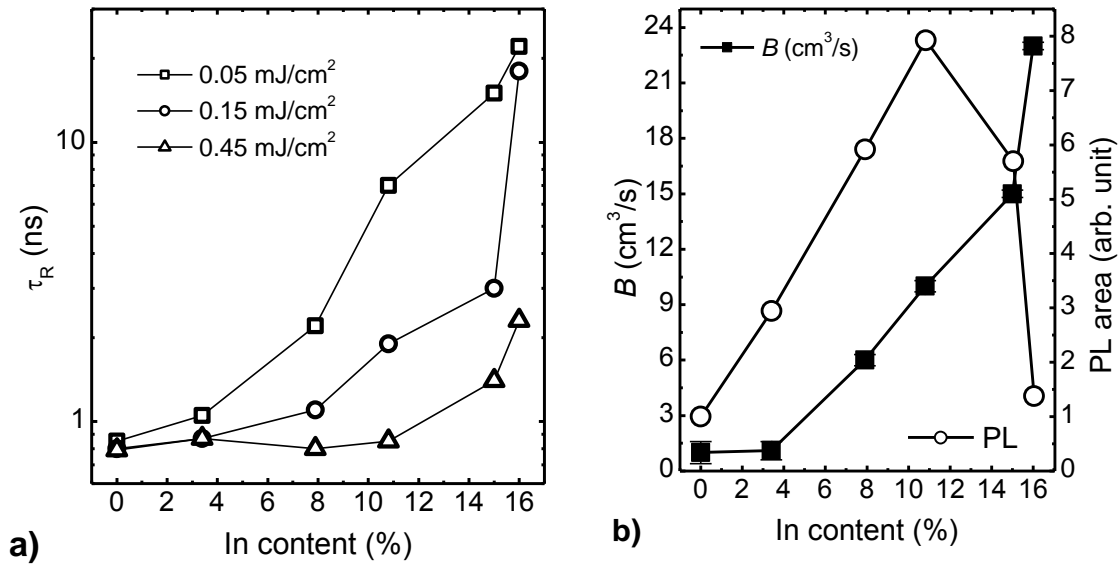 0.05 mJ/cm²
0.15 mJ/cm²
0.45 mJ/cm²
10
1
τ_R (ns)
0 2 4 6 8 10 12 14 16
In content (%)
a)
B (cm³/s)
24
21
18
15
12
9
6
3
0
B (cm³/s)
PL
8
7
6
5
4
3
2
1
0
PL area (arb. unit)
0 2 4 6 8 10 12 14 16
In content (%)
b)